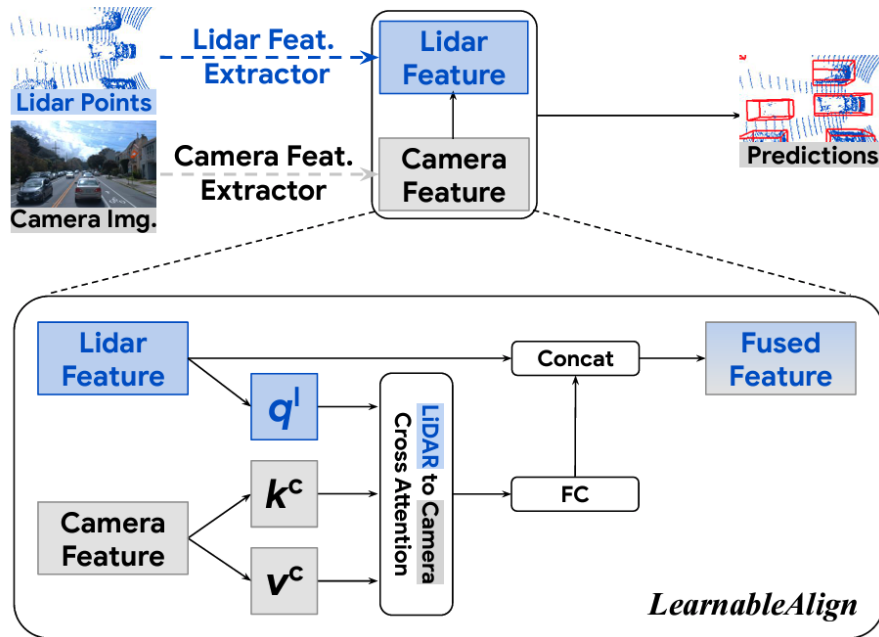 Lidar Points
Lidar Feat.
Extractor
Lidar
Feature
Camera Img.
Camera Feat.
Extractor
Camera
Feature
Predictions
Lidar
Feature
q^l
Concat
Fused
Feature
LiDAR to Camera
Cross Attention
k^c
FC
Camera
Feature
v^c
LearnableAlign